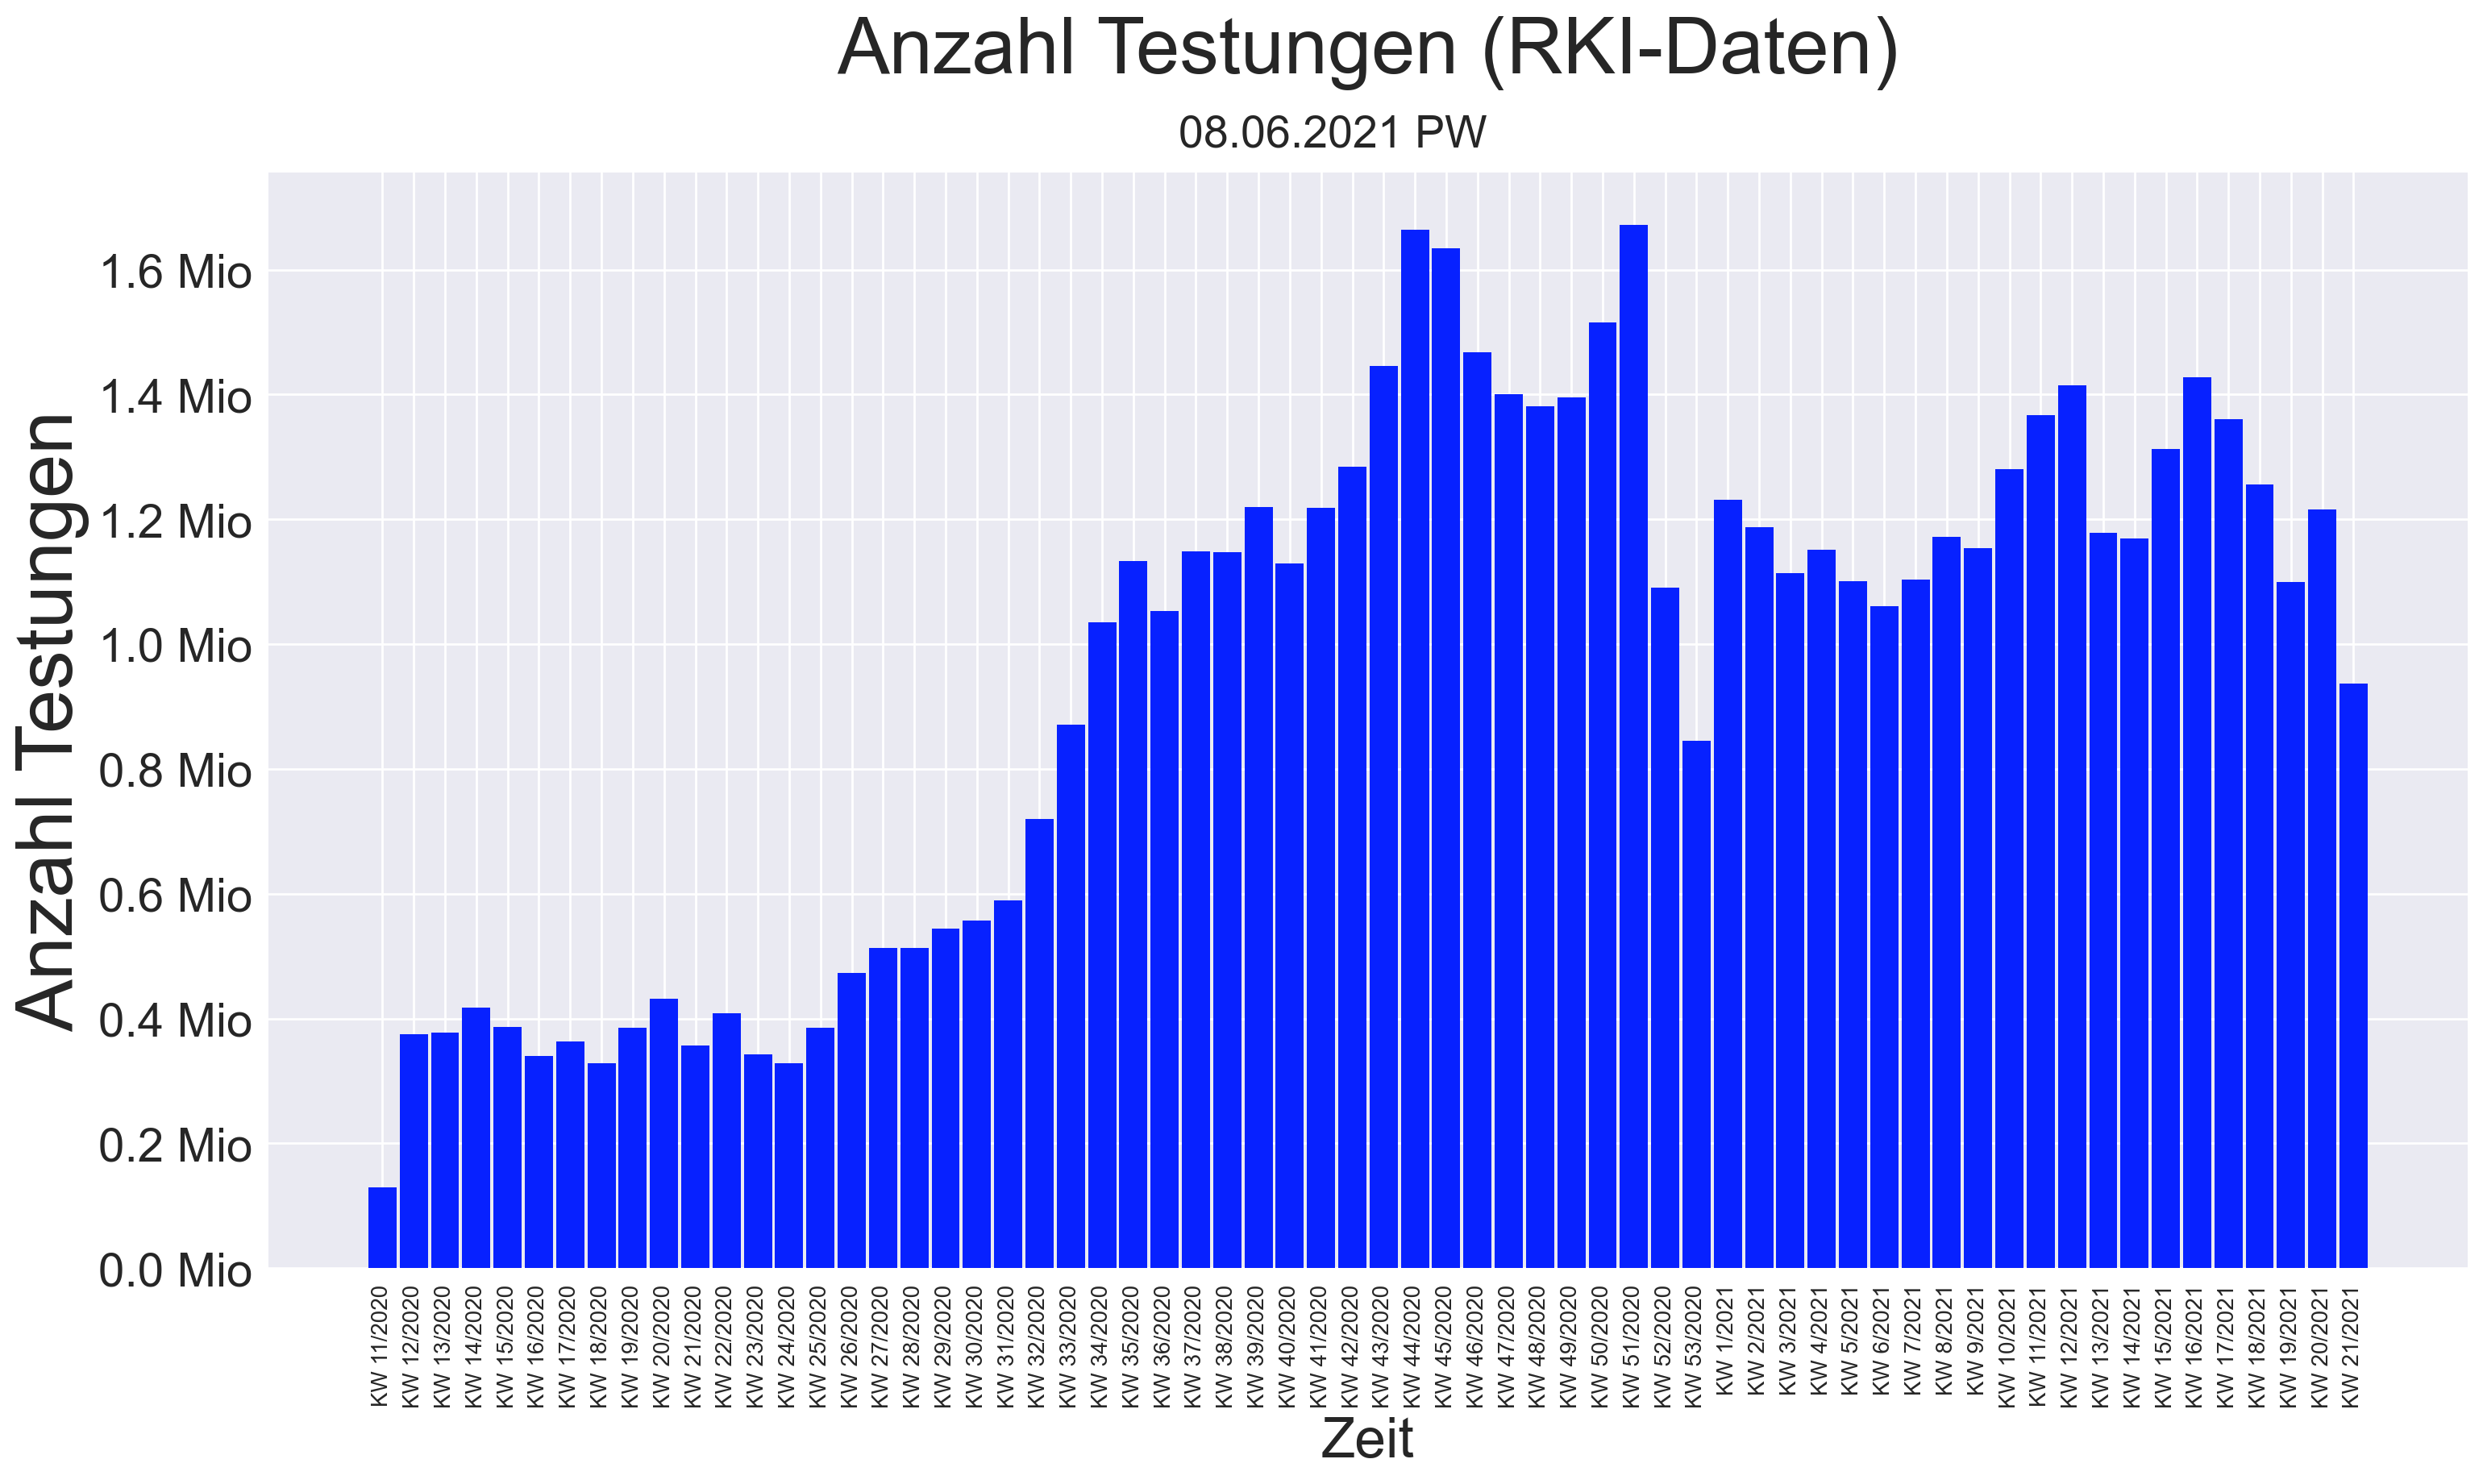 Anzahl Testungen (RKI-Daten)
08.06.2021 PW
Anzahl Testungen
1.6 Mio
1.4 Mio
1.2 Mio
1.0 Mio
0.8 Mio
0.6 Mio
0.4 Mio
0.2 Mio
0.0 Mio
KW 11/2020
KW 12/2020
KW 13/2020
KW 14/2020
KW 15/2020
KW 16/2020
KW 17/2020
KW 18/2020
KW 19/2020
KW 20/2020
KW 21/2020
KW 22/2020
KW 23/2020
KW 24/2020
KW 25/2020
KW 26/2020
KW 27/2020
KW 28/2020
KW 29/2020
KW 30/2020
KW 31/2020
KW 32/2020
KW 33/2020
KW 34/2020
KW 35/2020
KW 36/2020
KW 37/2020
KW 38/2020
KW 39/2020
KW 40/2020
KW 41/2020
KW 42/2020
KW 43/2020
KW 44/2020
KW 45/2020
KW 46/2020
KW 47/2020
KW 48/2020
KW 49/2020
KW 50/2020
KW 51/2020
KW 52/2020
KW 53/2020
KW 1/2021
KW 2/2021
KW 3/2021
KW 4/2021
KW 5/2021
KW 6/2021
KW 7/2021
KW 8/2021
KW 9/2021
KW 10/2021
KW 11/2021
KW 12/2021
KW 13/2021
KW 14/2021
KW 15/2021
KW 16/2021
KW 17/2021
KW 18/2021
KW 19/2021
KW 20/2021
KW 21/2021
Zeit